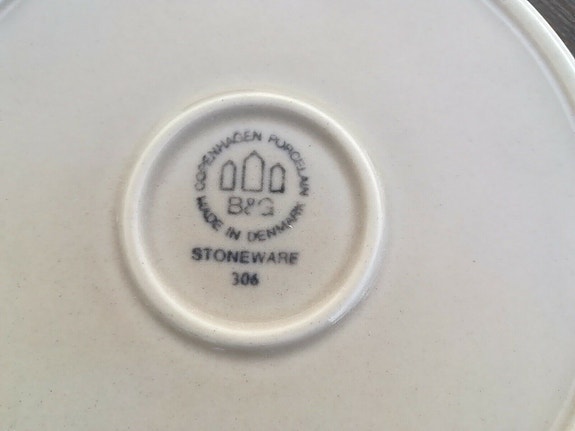 COPENHAGEN PORCELAIN
B&G
MADE IN DENMARK
STONEWARE
306